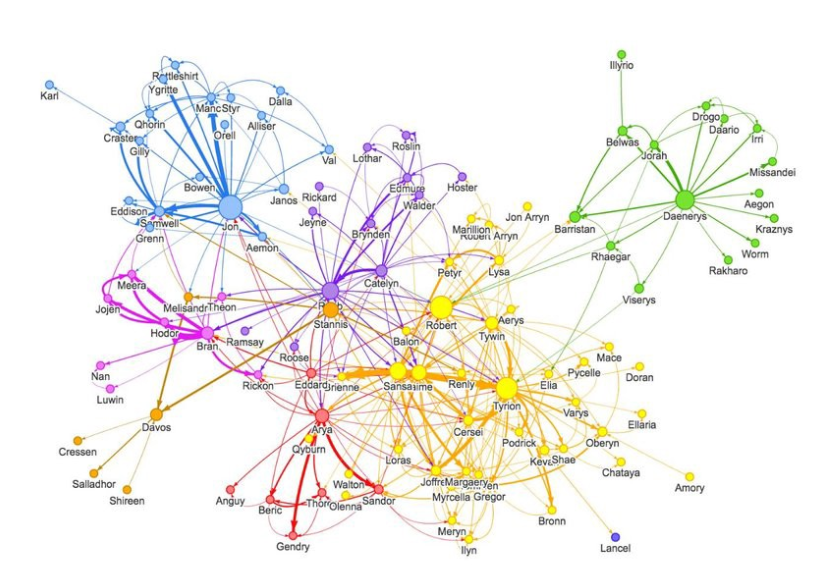 Illyrio
Karl
Rattleshirt
Ygritte
Dalla
Mance
Styr
Qhorin
Alliser
Craster
Orell
Gilly
Val
Drogo
Daario
Irri
Belwas
Jorah
Missandei
Lothar
Roslin
Bowen
Janos
Rickard
Edmure
Hoster
Walder
Aegon
Eddison
Samwell
Jon
Jeyne
Jon Arryn
Daenerys
Grenn
Brynden
Marillion
Robert Arryn
Barristan
Kraznys
Aemon
Petyr
Lysa
Rhaegar
Worm
Rakharo
Meera
Catelyn
Viserys
Jojen
Melisandre
Theon
Robb
Stannis
Robert
Aerys
Hodor
Bran
Ramsay
Balon
Tywin
Roose
Mace
Nan
Rickon
Eddard
Brienne
Sansa
Jaime
Renly
Elia
Pycelle
Doran
Luwin
Tyrion
Davos
Arya
Cersei
Varys
Ellaria
Cressen
Qyburn
Podrick
Oberyn
Loras
Kevan
Shae
Salladhor
Walton
Joffrey
Margaery
Chataya
Shireen
Anguy
Beric
Thoros
Olenna
Sandor
Myrcella
Gregor
Amory
Bronn
Meryn
Gendry
Ilyn
Lancel